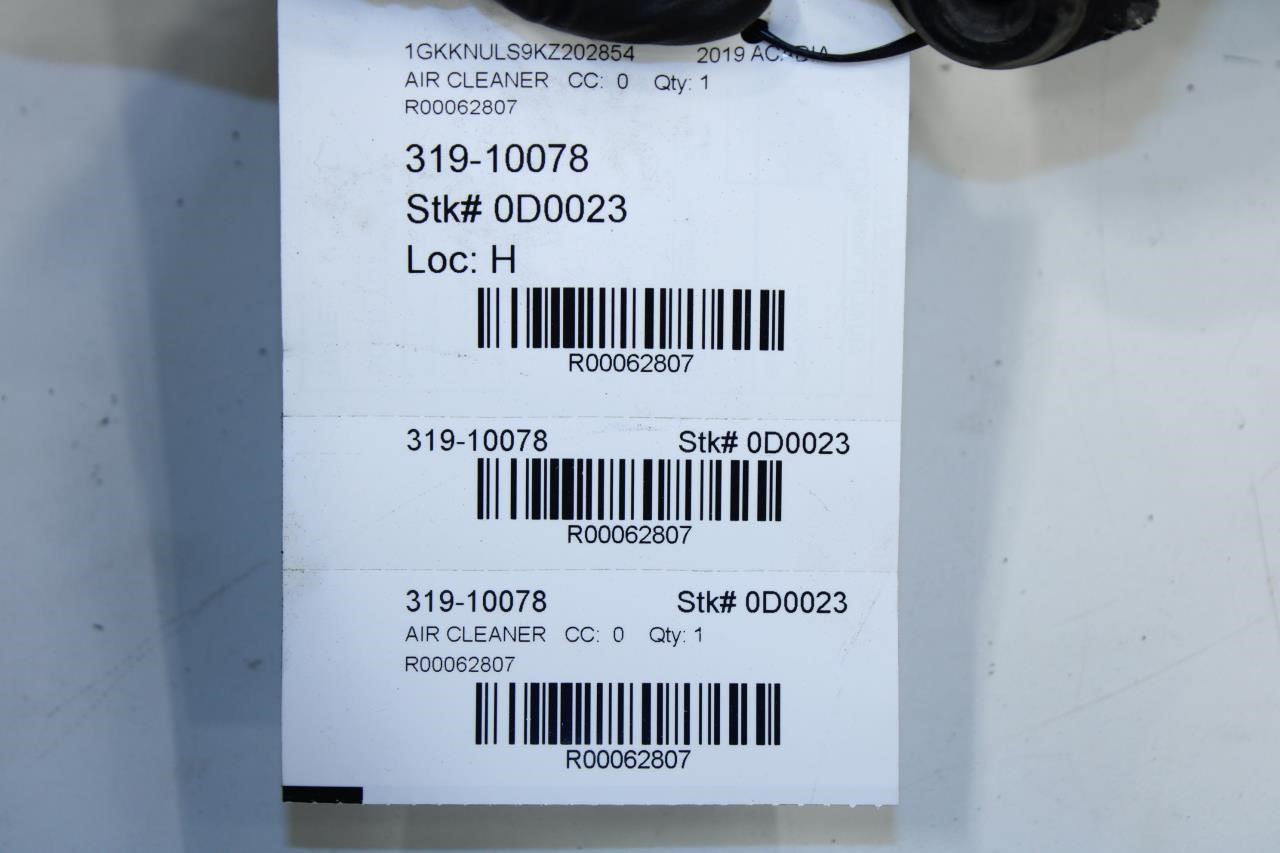 1GKKNULS9KZ202854 2019 ACADIA
AIR CLEANER CC: 0 Qty: 1
R00062807
319-10078
Stk# 0D0023
Loc: H
R00062807
319-10078 Stk# 0D0023
R00062807
319-10078 Stk# 0D0023
AIR CLEANER CC: 0 Qty: 1
R00062807
R00062807